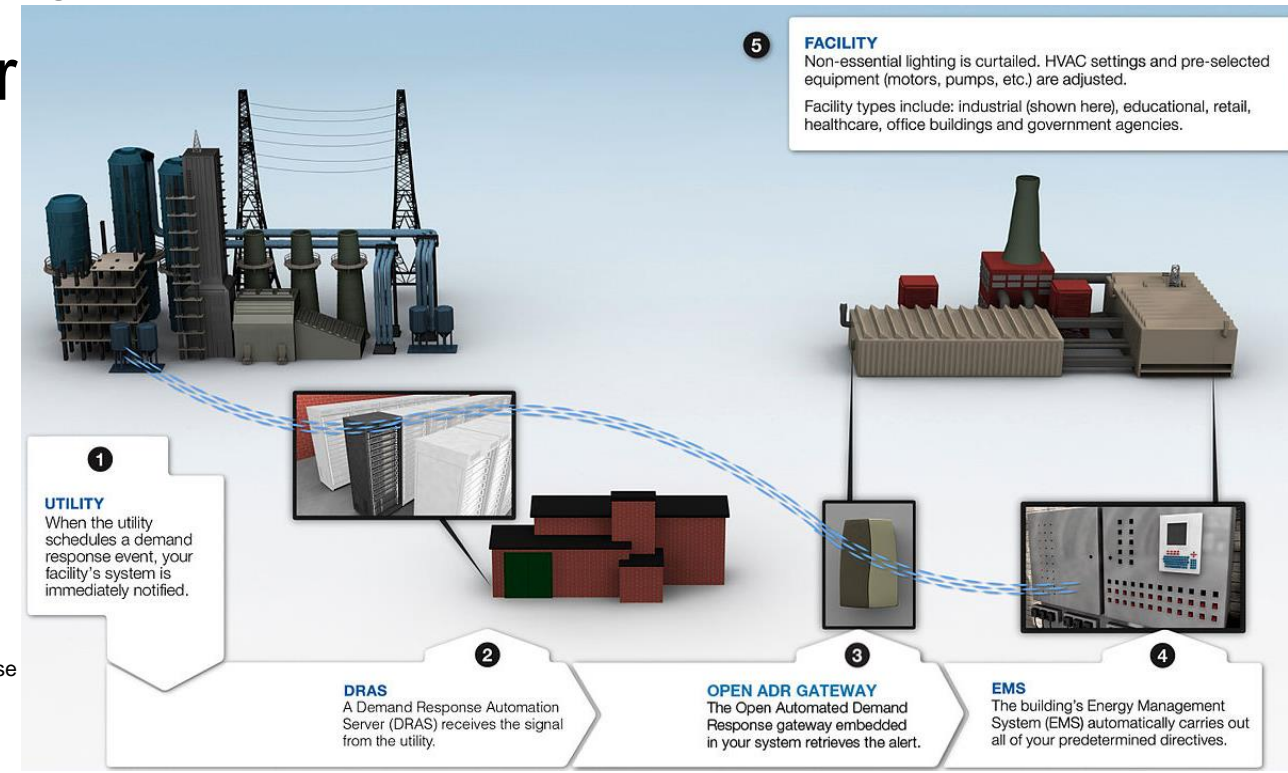 r
se
1
UTILITY
When the utility
schedules a demand
response event, your
facility's system is
immediately notified.
2
DRAS
A Demand Response Automation
Server (DRAS) receives the signal
from the utility.
3
OPEN ADR GATEWAY
The Open Automated Demand
Response gateway embedded
in your system retrieves the alert.
4
EMS
The building's Energy Management
System (EMS) automatically carries out
all of your predetermined directives.
5
FACILITY
Non-essential lighting is curtailed. HVAC settings and pre-selected
equipment (motors, pumps, etc.) are adjusted.
Facility types include: industrial (shown here), educational, retail,
healthcare, office buildings and government agencies.